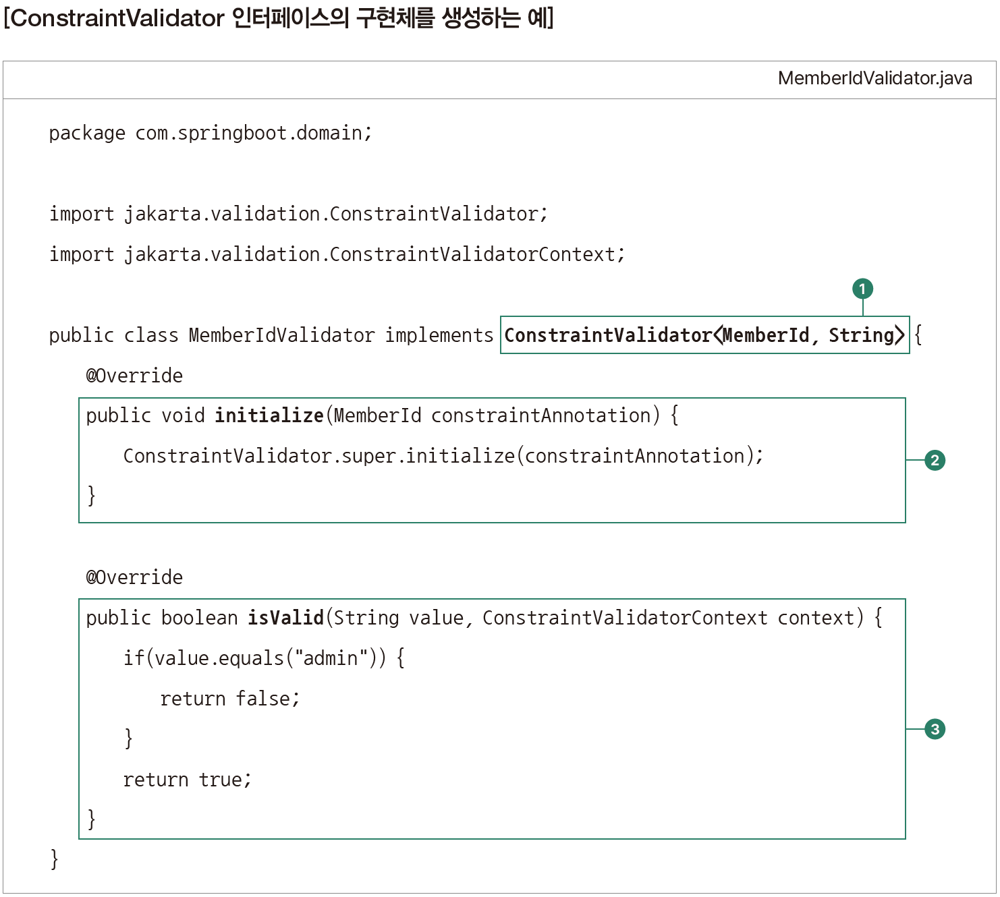 [ConstraintValidator 인터페이스의 구현체를 생성하는 예]
MemberIdValidator.java
package com.springboot.domain;
import jakarta.validation.ConstraintValidator;
import jakarta.validation.ConstraintValidatorContext;
1
public class MemberIdValidator implements ConstraintValidator<MemberId, String> {
@Override
public void initialize(MemberId constraintAnnotation) {
ConstraintValidator.super.initialize(constraintAnnotation);
2
}
@Override
public boolean isValid(String value, ConstraintValidatorContext context) {
if(value.equals("admin")) {
return false;
3
}
return true;
}
}